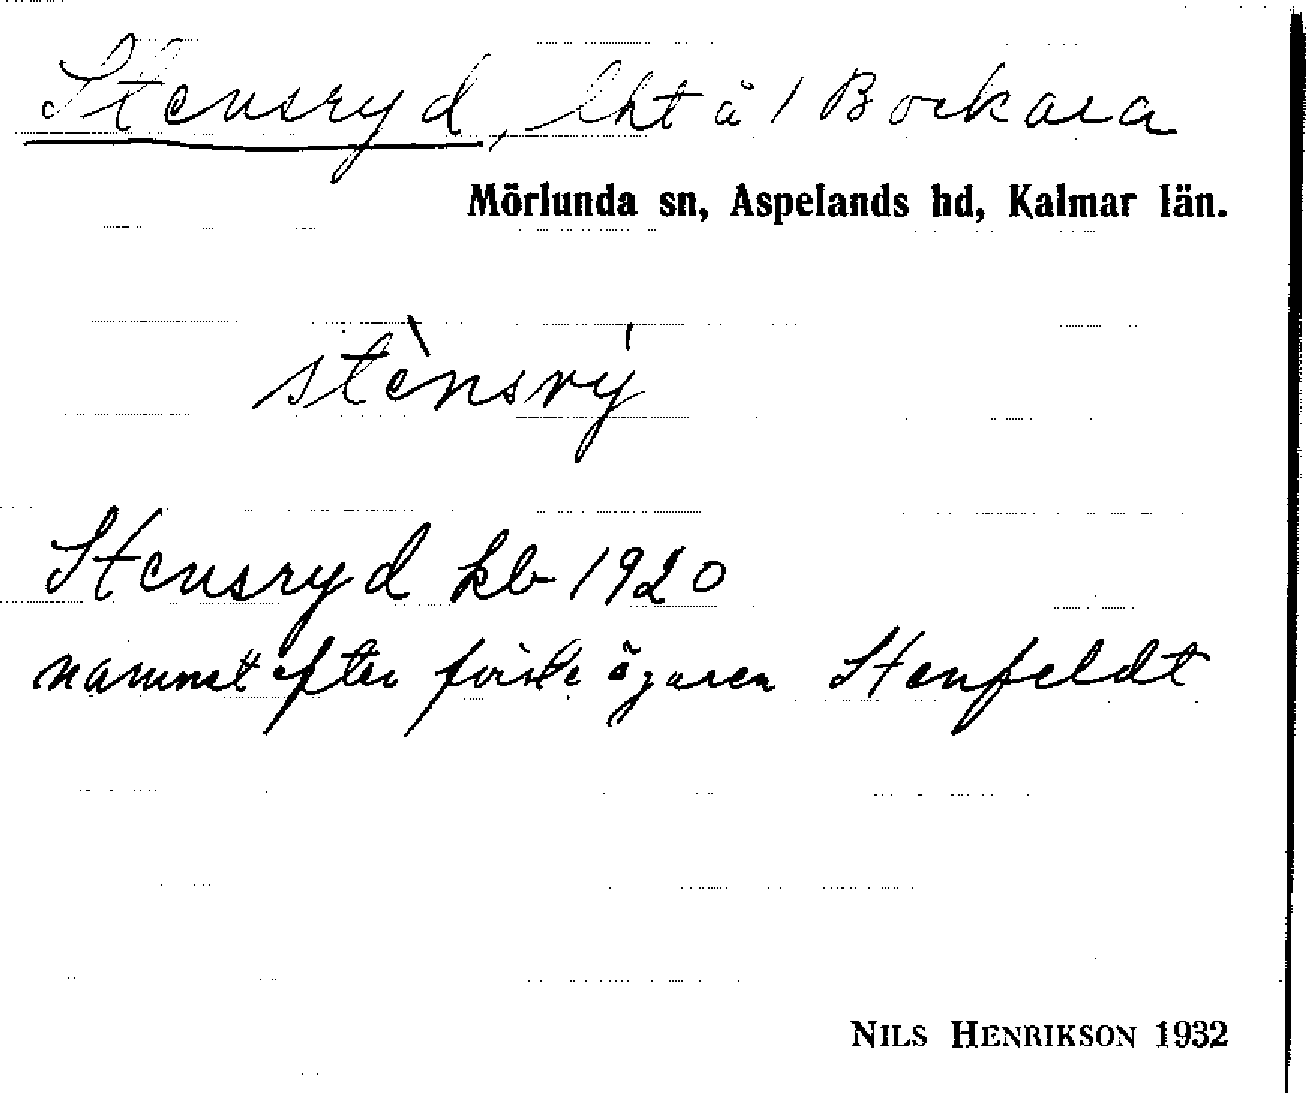 Stensryd, lht å 1 Bockara
Mörlunda sn, Aspelands hd, Kalmar län.
stènsrý
Stensryd kb 1920
namnet efter förste ägaren Stenfeldt
NILS HENRIKSON 1932